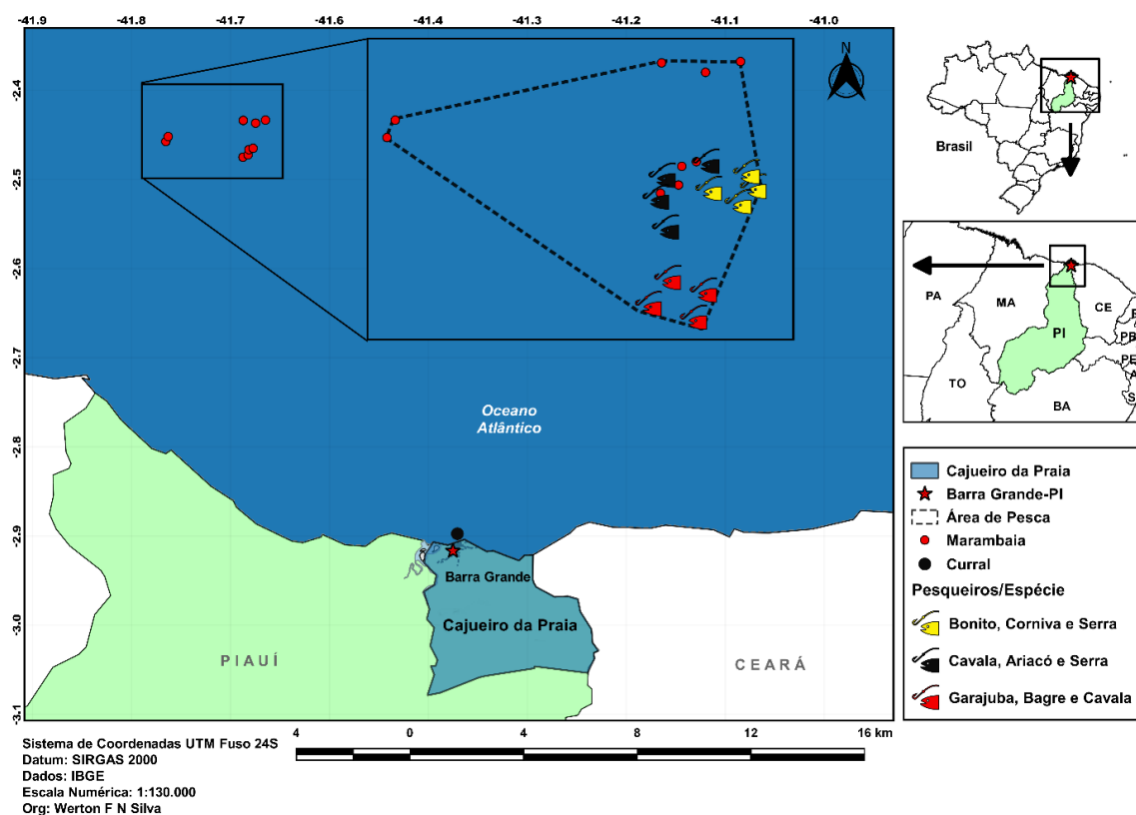 -41.9 -41.8 -41.7 -41.6 -41.5 -41.4 -41.2 -41.1 -41.0
-2.4
-2.5
-2.6
-2.7
-2.8
-2.9
-3.0
-3.1
N
Oceano
Atlântico
Barra Grande
Cajueiro da Praia
PIAUÍ
CEARÁ
Brasil
PA
MA
CE
PI
PB
PE
TO
BA
A
S
Cajueiro da Praia
Barra Grande-PI
Área de Pesca
Marambaia
Curral
Pesqueiros/Espécie
Bonito, Corniva e Serra
Cavala, Ariacó e Serra
Garajuba, Bagre e Cavala
Sistema de Coordenadas UTM Fuso 24S
Datum: SIRGAS 2000
Dados: IBGE
Escala Numérica: 1:130.000
Org: Werton F N Silva
4 0 4 8 12 16 km